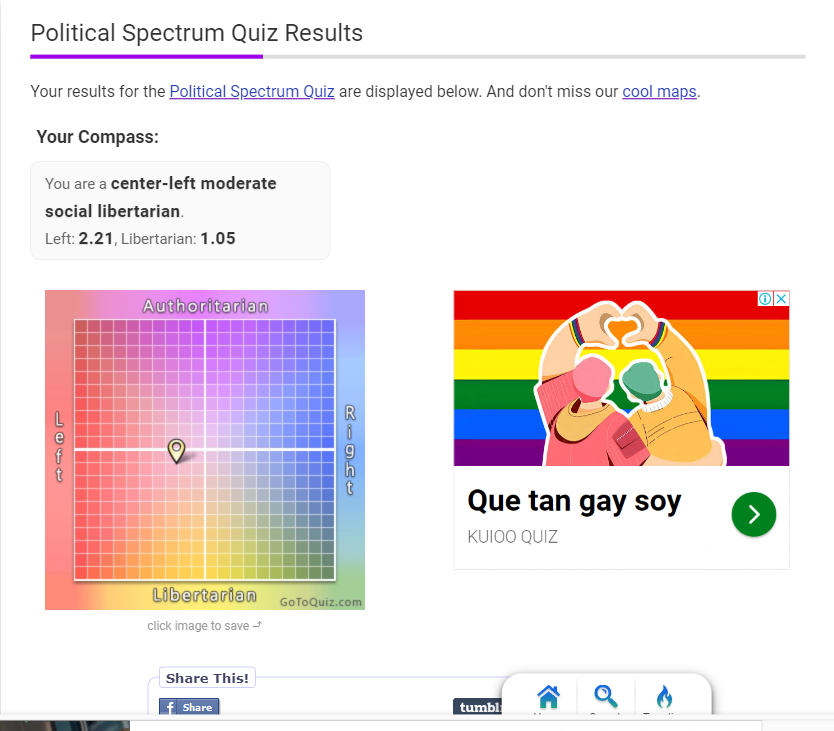 Political Spectrum Quiz Results
Your results for the Political Spectrum Quiz are displayed below. And don't miss our cool maps.
Your Compass:
You are a center-left moderate
social libertarian.
Left: 2.21, Libertarian: 1.05
Authoritarian
Left
Right
Libertarian
GoToQuiz.com
click image to save
Que tan gay soy
KUIOO QUIZ
Share This!
f Share
tumbl